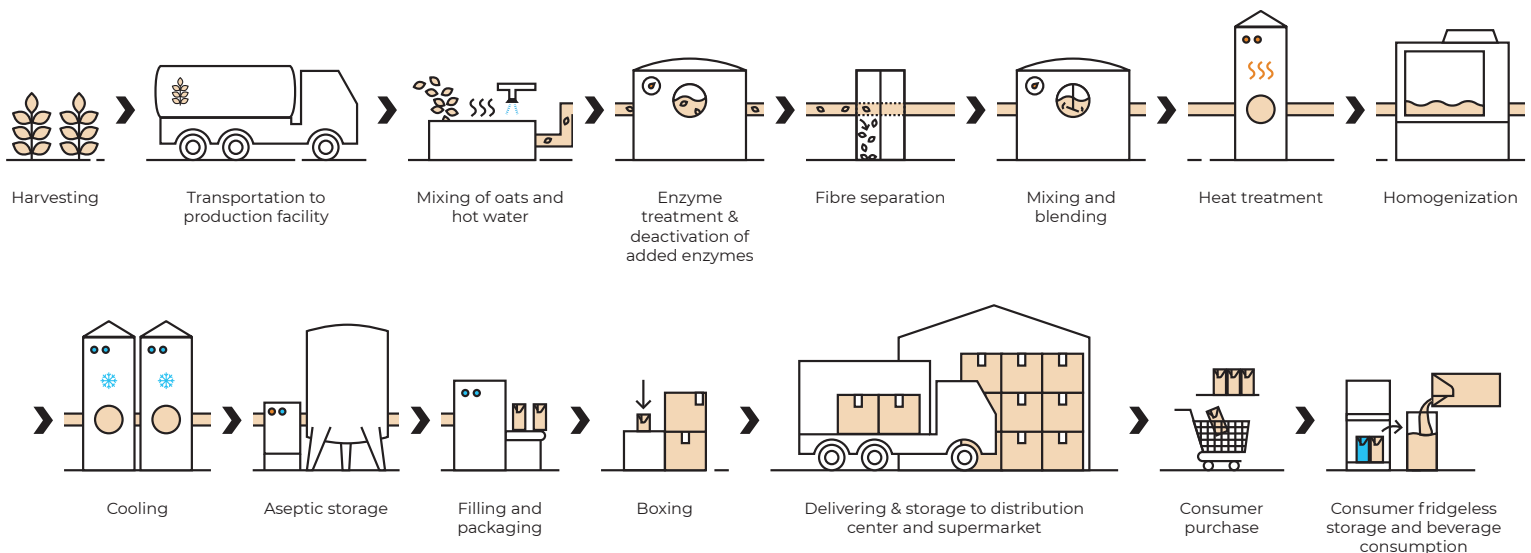 Harvesting
Transportation to
production facility
Mixing of oats and
hot water
Enzyme
treatment &
deactivation of
added enzymes
Fibre separation
Mixing and
blending
Heat treatment
Homogenization
Cooling
Aseptic storage
Filling and
packaging
Boxing
Delivering & storage to distribution
center and supermarket
Consumer
purchase
Consumer fridgeless
storage and beverage
consumption